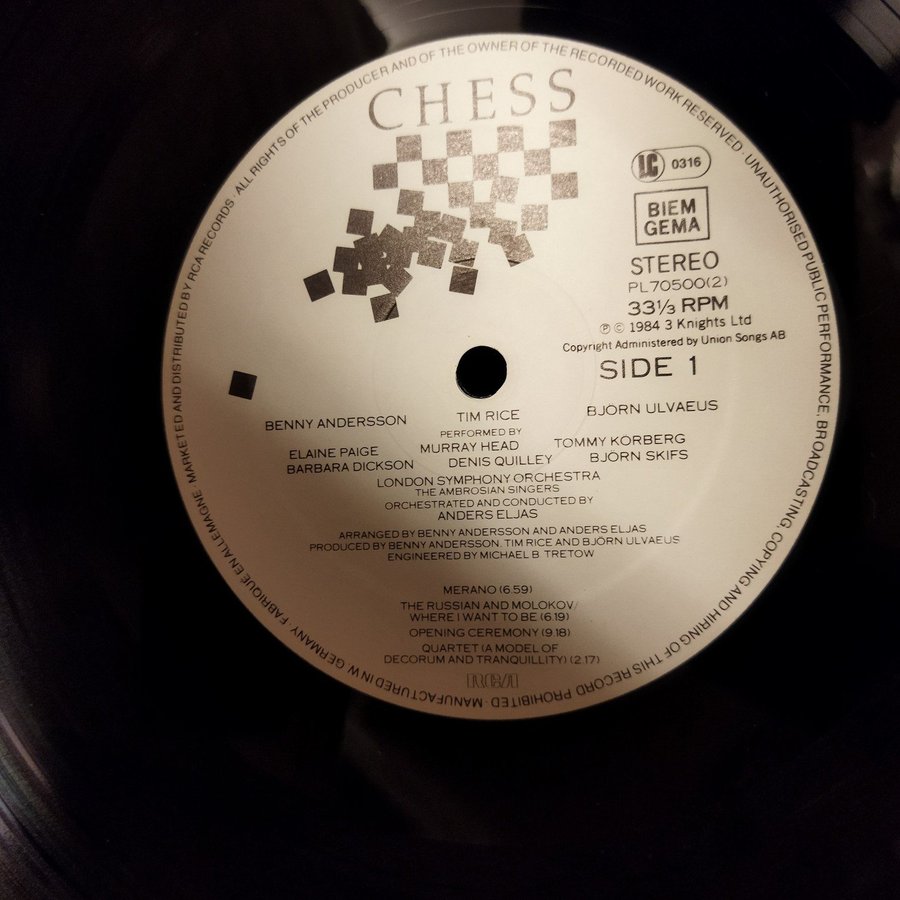 CHESS
LC 0316
BIEM
GEMA
STEREO
PL70500(2)
33⅓ RPM
℗ © 1984 3 Knights Ltd
Copyright Administered by Union Songs AB
SIDE 1
BENNY ANDERSSON TIM RICE BJÖRN ULVAEUS
PERFORMED BY
ELAINE PAIGE MURRAY HEAD TOMMY KÖRBERG
BARBARA DICKSON DENIS QUILLEY BJÖRN SKIFS
LONDON SYMPHONY ORCHESTRA
THE AMBROSIAN SINGERS
ORCHESTRATED AND CONDUCTED BY
ANDERS ELJAS
ARRANGED BY BENNY ANDERSSON AND ANDERS ELJAS
PRODUCED BY BENNY ANDERSSON, TIM RICE AND BJÖRN ULVAEUS
ENGINEERED BY MICHAEL B. TRETOW
MERANO (6.59)
THE RUSSIAN AND MOLOKOV/
WHERE I WANT TO BE (6.19)
OPENING CEREMONY (9.18)
QUARTET (A MODEL OF
DECORUM AND TRANQUILLITY) (2.17)
RCA
MARKETED AND DISTRIBUTED BY RCA RECORDS · ALL RIGHTS OF THE PRODUCER AND OF THE OWNER OF THE RECORDED WORK RESERVED · UNAUTHORISED PUBLIC PERFORMANCE, BROADCASTING, COPYING AND HIRING OF THIS RECORD PROHIBITED · MANUFACTURED IN W. GERMANY FABRIQUE EN ALLEMAGNE ·